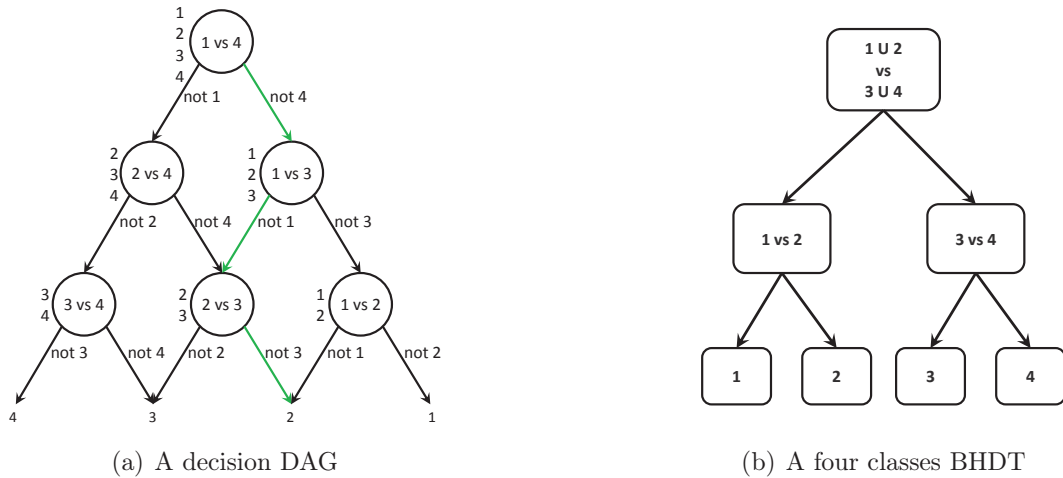 1
2
3
4
1 vs 4
not 1
not 4
2
3
4
2 vs 4
1
2
3
1 vs 3
not 2
not 4
not 1
not 3
3
4
3 vs 4
2
3
2 vs 3
1
2
1 vs 2
not 3
not 4
not 2
not 3
not 1
not 2
4
3
2
1
(a) A decision DAG
1 U 2
vs
3 U 4
1 vs 2
3 vs 4
1
2
3
4
(b) A four classes BHDT